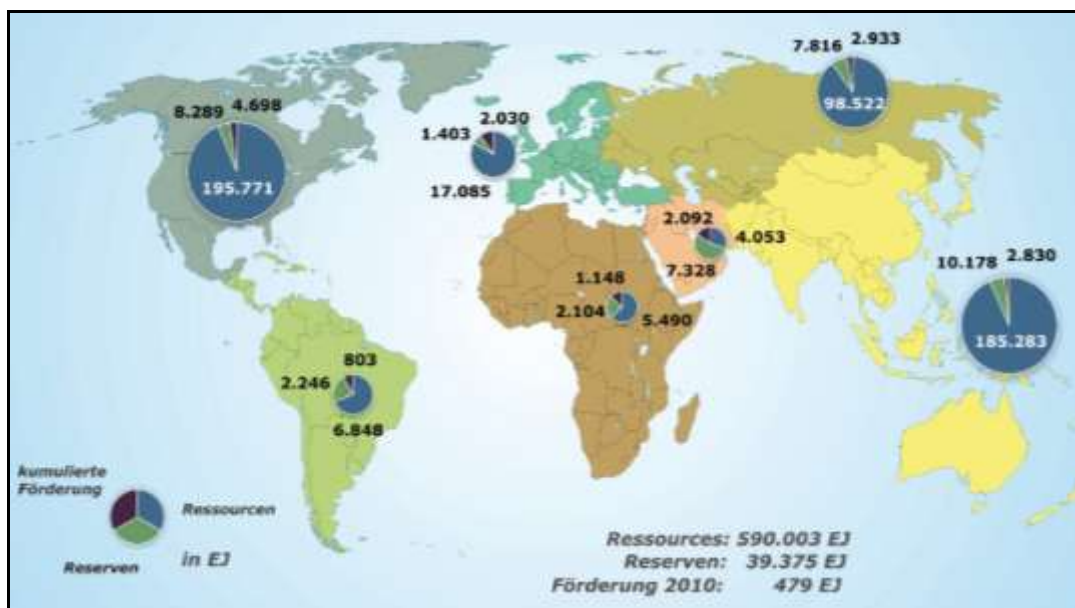 7.816 2.933
98.522
8.289 4.698
195.771
1.403 2.030
17.085
2.092 4.053
7.328
10.178 2.830
185.283
1.148
2.104 5.490
803
2.246
6.848
kumulierte
Förderung
Ressourcen
Reserven
in EJ
Ressources: 590.003 EJ
Reserven: 39.375 EJ
Förderung 2010: 479 EJ